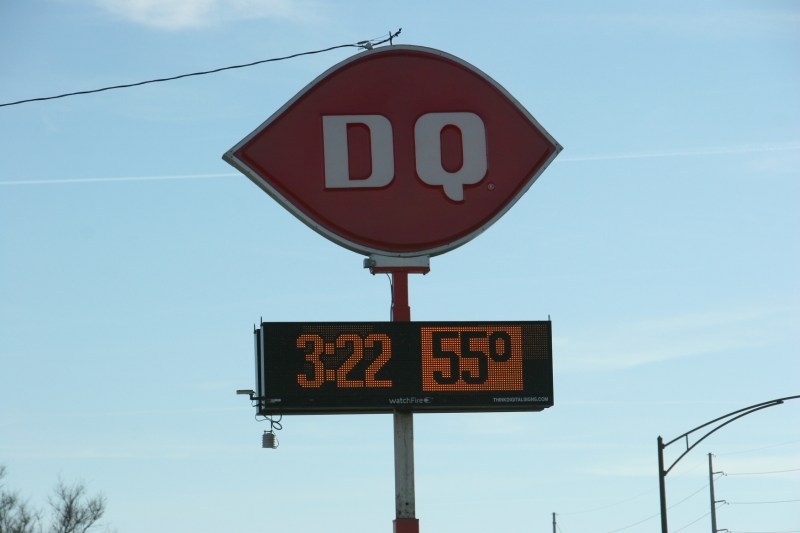 DQ
3:22 55°
watchFire THINKDIGITALSIGNS.COM